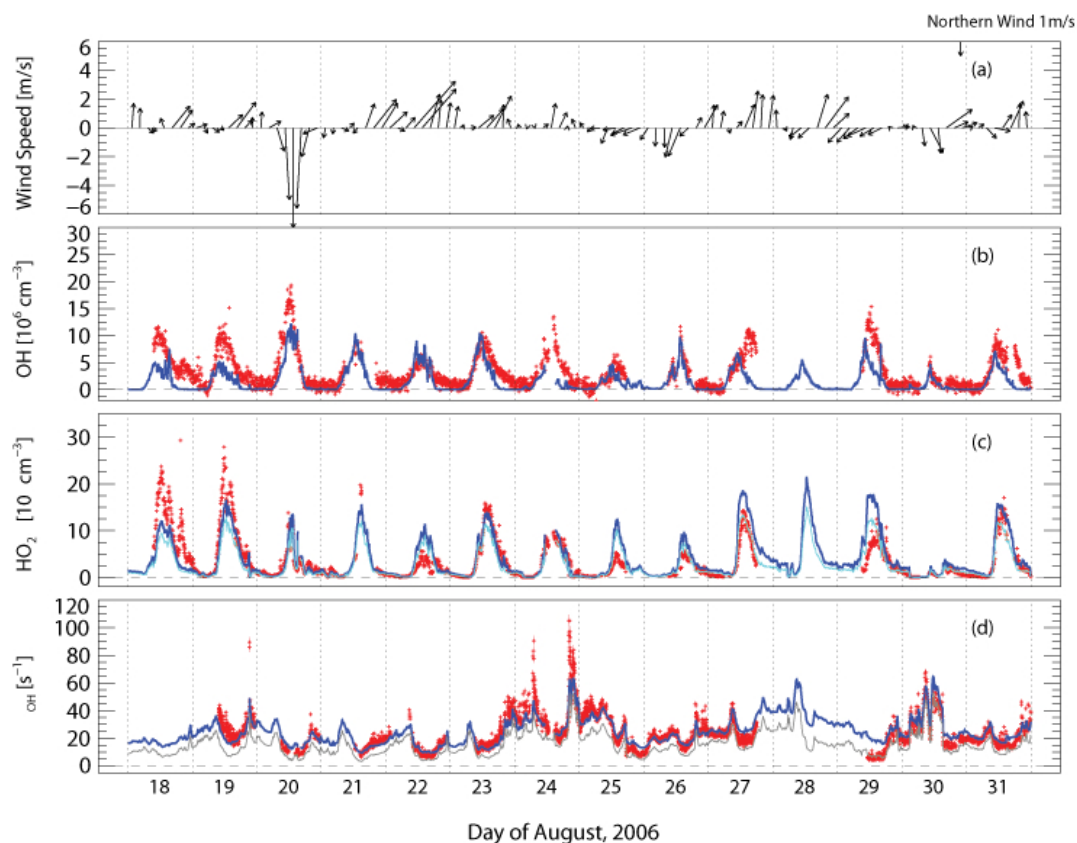 Northern Wind 1m/s
Wind Speed [m/s]
6
4
2
0
−2
−4
−6
(a)
OH [10⁶ cm⁻³]
30
25
20
15
10
5
0
(b)
HO₂ [10 cm⁻³]
30
20
10
0
(c)
OH [s⁻¹]
120
100
80
60
40
20
0
(d)
18 19 20 21 22 23 24 25 26 27 28 29 30 31
Day of August, 2006